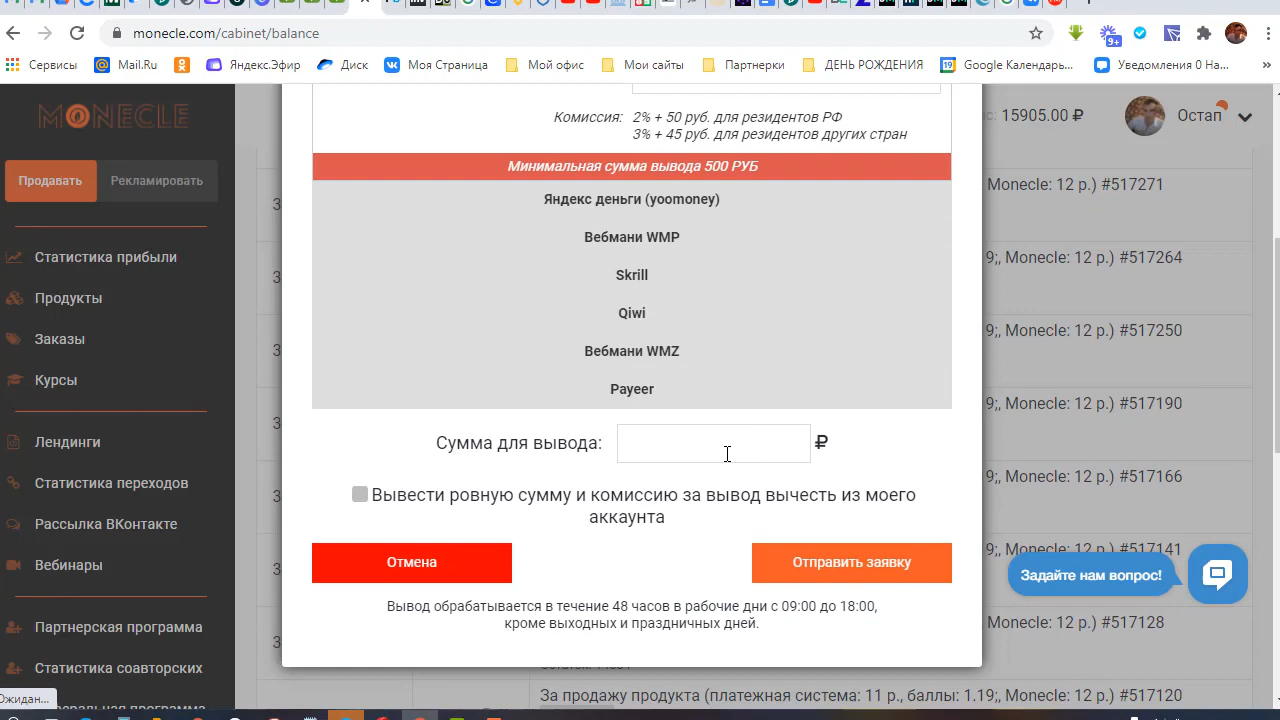 monecle.com/cabinet/balance
9+
Сервисы
Mail.Ru
Яндекс.Эфир
Диск
Моя Страница
Мой офис
Мои сайты
Партнерки
ДЕНЬ РОЖДЕНИЯ
Google Календарь...
Уведомления 0 На...
»
MONECLE
15905.00 ₽
Остап
Продавать
Рекламировать
Статистика прибыли
Продукты
Заказы
Курсы
Лендинги
Статистика переходов
Рассылка ВКонтакте
Вебинары
Партнерская программа
Статистика соавторских
Ожидан...
Комиссия: 2% + 50 руб. для резидентов РФ
3% + 45 руб. для резидентов других стран
Минимальная сумма вывода 500 РУБ
Яндекс деньги (yoomoney)
Вебмани WMP
Skrill
Qiwi
Вебмани WMZ
Payeer
Сумма для вывода: ₽
Вывести ровную сумму и комиссию за вывод вычесть из моего
аккаунта
Отмена
Отправить заявку
Вывод обрабатывается в течение 48 часов в рабочие дни с 09:00 до 18:00,
кроме выходных и праздничных дней.
Monecle: 12 р.) #517271
9;, Monecle: 12 р.) #517264
9;, Monecle: 12 р.) #517250
9;, Monecle: 12 р.) #517190
9;, Monecle: 12 р.) #517166
9;, Monecle: 12 р.) #517141
Задайте нам вопрос!
Monecle: 12 р.) #517128
За продажу продукта (платежная система: 11 р., баллы: 1.19;, Monecle: 12 р.) #517120